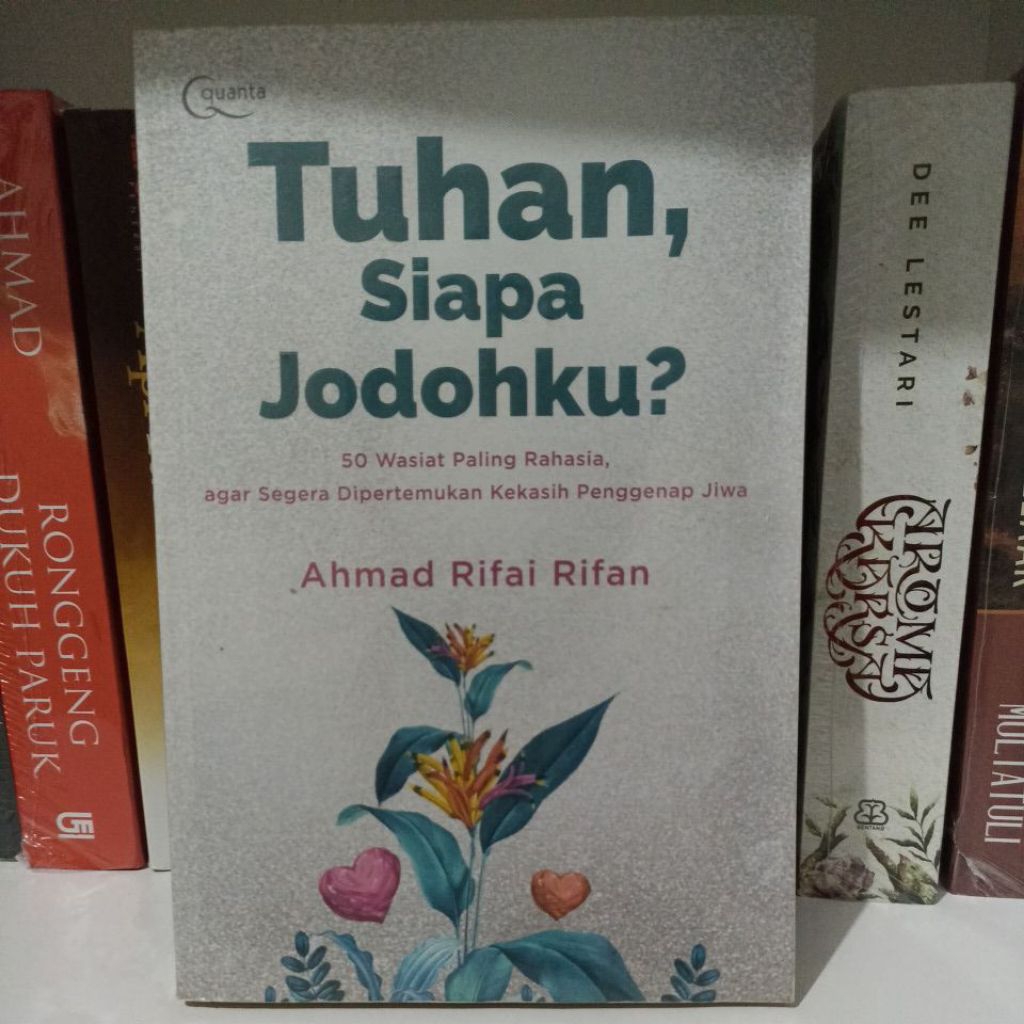 quanta
Tuhan,
Siapa
Jodohku?
50 Wasiat Paling Rahasia,
agar Segera Dipertemukan Kekasih Penggenap Jiwa
Ahmad Rifai Rifan
AHMAD
RONGGENG
DUKUH PARUK
DEE LESTARI
AROMA
KARSA
BENTANG
MULTATULI